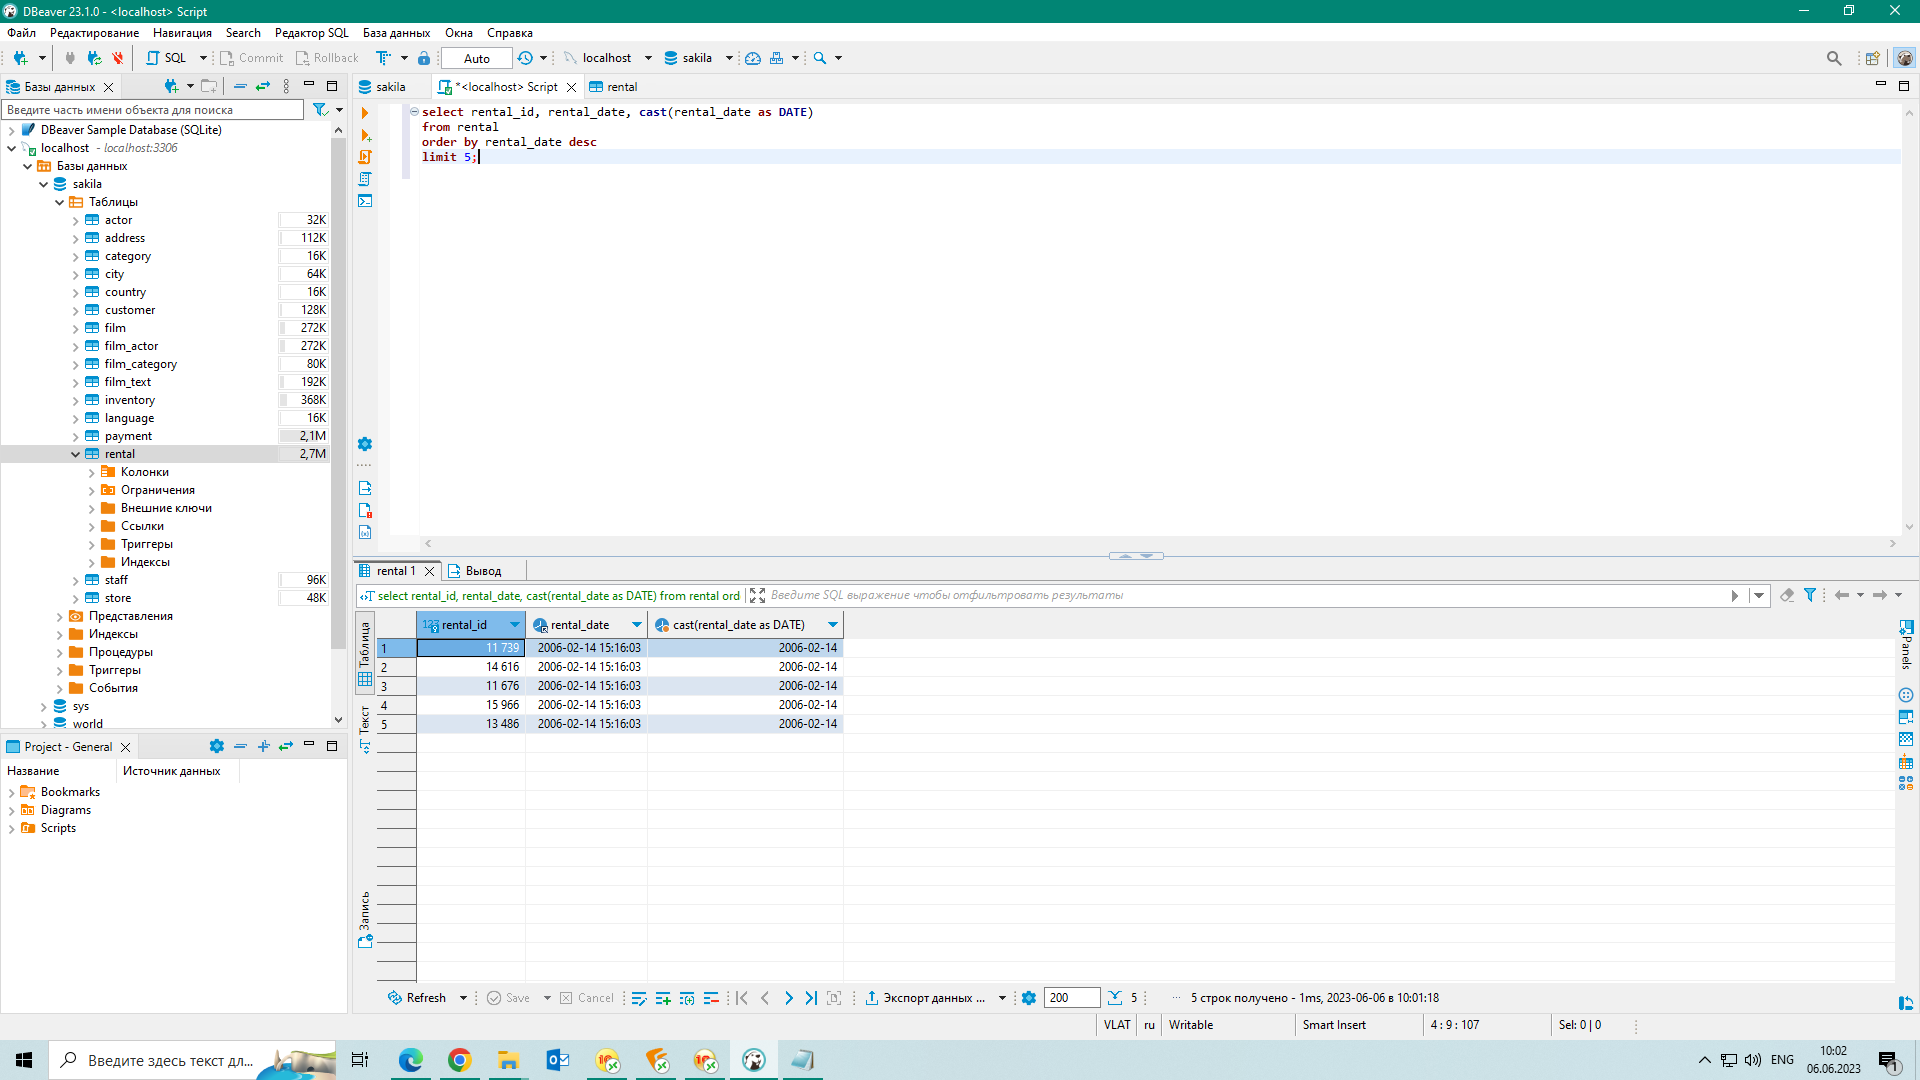 DBeaver 23.1.0 - <localhost> Script
Файл Редактирование Навигация Search Редактор SQL База данных Окна Справка
SQL Commit Rollback Auto localhost sakila
Базы данных
Введите часть имени объекта для поиска
DBeaver Sample Database (SQLite)
localhost - localhost:3306
Базы данных
sakila
Таблицы
actor 32K
address 112K
category 16K
city 64K
country 16K
customer 128K
film 272K
film_actor 272K
film_category 80K
film_text 192K
inventory 368K
language 16K
payment 2,1M
rental 2,7M
Колонки
Ограничения
Внешние ключи
Ссылки
Триггеры
Индексы
staff 96K
store 48K
Представления
Индексы
Процедуры
Триггеры
События
sys
world
Project - General
Название Источник данных
Bookmarks
Diagrams
Scripts
sakila *<localhost> Script rental
select rental_id, rental_date, cast(rental_date as DATE)
from rental
order by rental_date desc
limit 5;
rental 1 Вывод
select rental_id, rental_date, cast(rental_date as DATE) from rental ord Введите SQL выражение чтобы отфильтровать результаты
Таблица
Текст
Запись
123 rental_id rental_date cast(rental_date as DATE)
1 11 739 2006-02-14 15:16:03 2006-02-14
2 14 616 2006-02-14 15:16:03 2006-02-14
3 11 676 2006-02-14 15:16:03 2006-02-14
4 15 966 2006-02-14 15:16:03 2006-02-14
5 13 486 2006-02-14 15:16:03 2006-02-14
Panels
Refresh Save Cancel Экспорт данных ... 200 5 ... 5 строк получено - 1ms, 2023-06-06 в 10:01:18
VLAT ru Writable Smart Insert 4 : 9 : 107 Sel: 0 | 0
Введите здесь текст дл...
ENG
10:02
06.06.2023
1